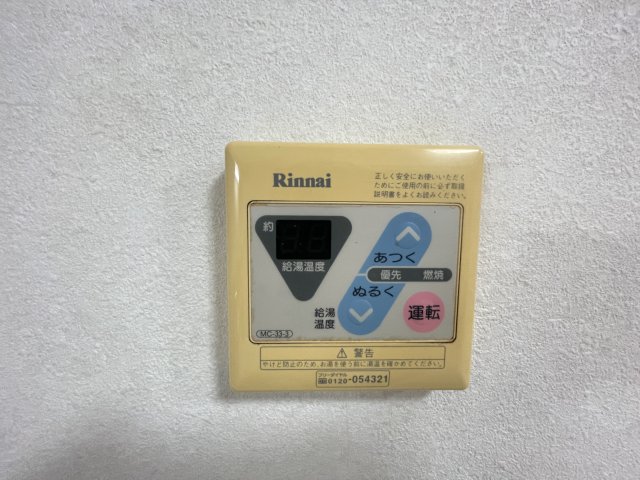 Rinnai
正しく安全にお使いいただく
ためにご使用の前に必ず取扱
説明書をよくお読みください。
約
給湯温度
あつく
優先 燃焼
ぬるく
給湯
温度
運転
MC-33-3
⚠ 警告
やけど防止のため、お湯を使う前に湯温を確かめてください。
フリーダイヤル
0120-054321